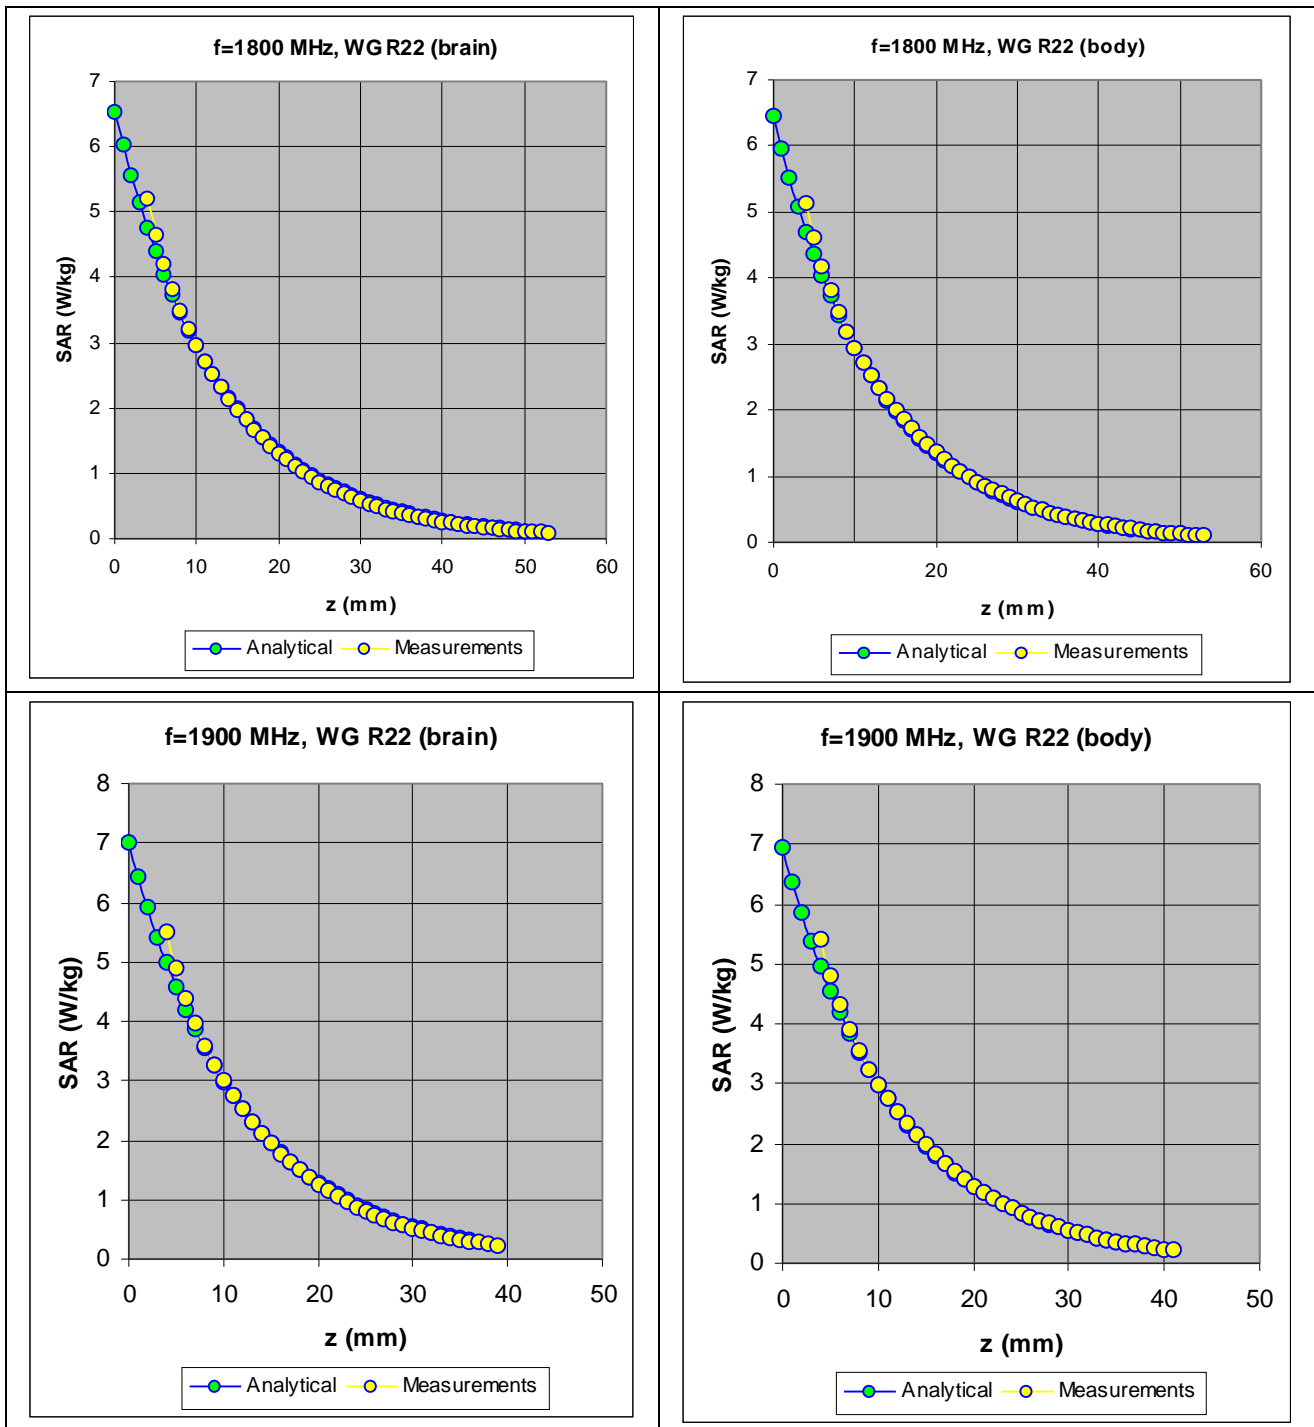 f=1800 MHz, WG R22 (brain)
7
6
5
4
3
2
1
0
SAR (W/kg)
0 10 20 30 40 50 60
z (mm)
Analytical Measurements
f=1800 MHz, WG R22 (body)
7
6
5
4
3
2
1
0
SAR (W/kg)
0 20 40 60
z (mm)
Analytical Measurements
f=1900 MHz, WG R22 (brain)
8
7
6
5
4
3
2
1
0
SAR (W/kg)
0 10 20 30 40 50
z (mm)
Analytical Measurements
f=1900 MHz, WG R22 (body)
8
7
6
5
4
3
2
1
0
SAR (W/kg)
0 10 20 30 40 50
z (mm)
Analytical Measurements